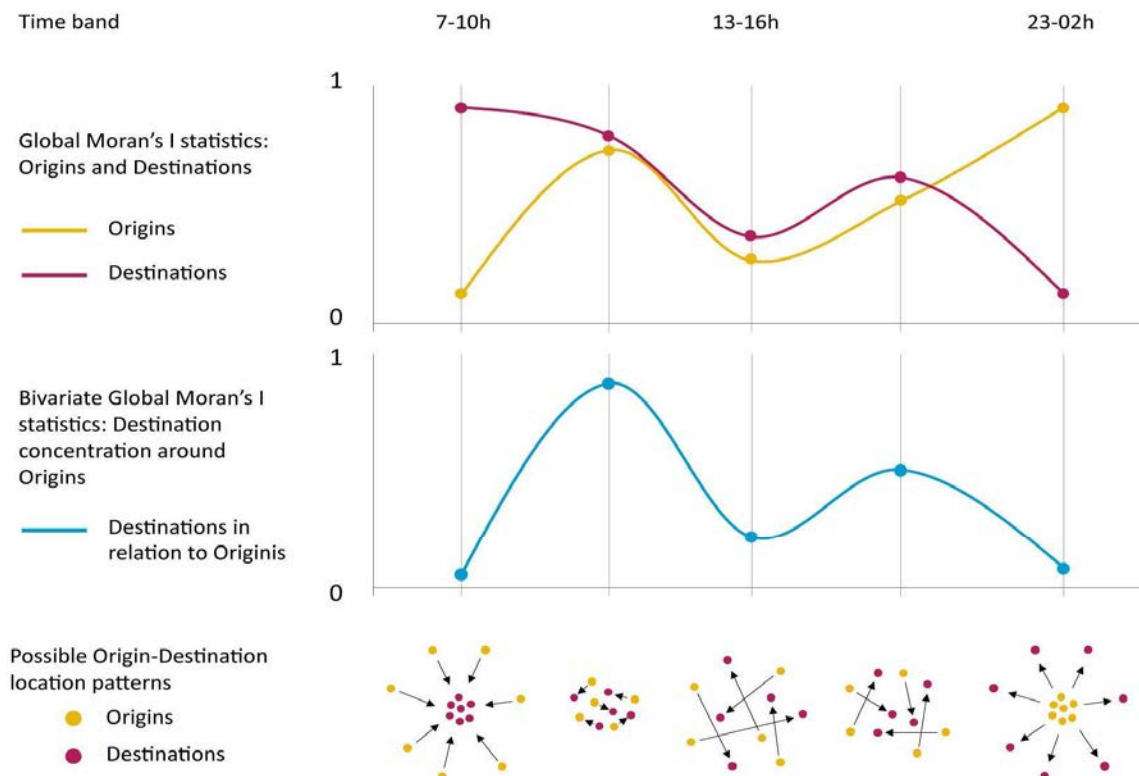 Time band 7-10h 13-16h 23-02h
1
Global Moran's I statistics:
Origins and Destinations
Origins
Destinations
0
1
Bivariate Global Moran's I
statistics: Destination
concentration around
Origins
Destinations in
relation to Originis
0
Possible Origin-Destination
location patterns
Origins
Destinations